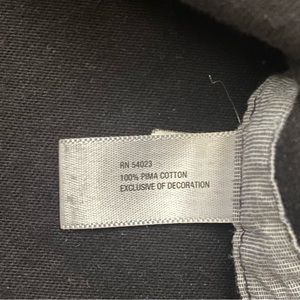 RN 54023
100% PIMA COTTON
EXCLUSIVE OF DECORATION